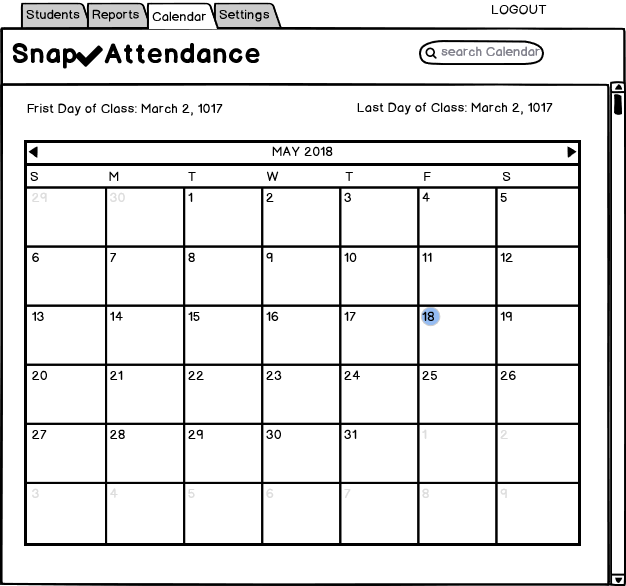 Students Reports Calendar Settings LOGOUT
Snap Attendance search Calendar
Frist Day of Class: March 2, 1017 Last Day of Class: March 2, 1017
MAY 2018
S M T W T F S
29 30 1 2 3 4 5
6 7 8 9 10 11 12
13 14 15 16 17 18 19
20 21 22 23 24 25 26
27 28 29 30 31 1 2
3 4 5 6 7 8 9